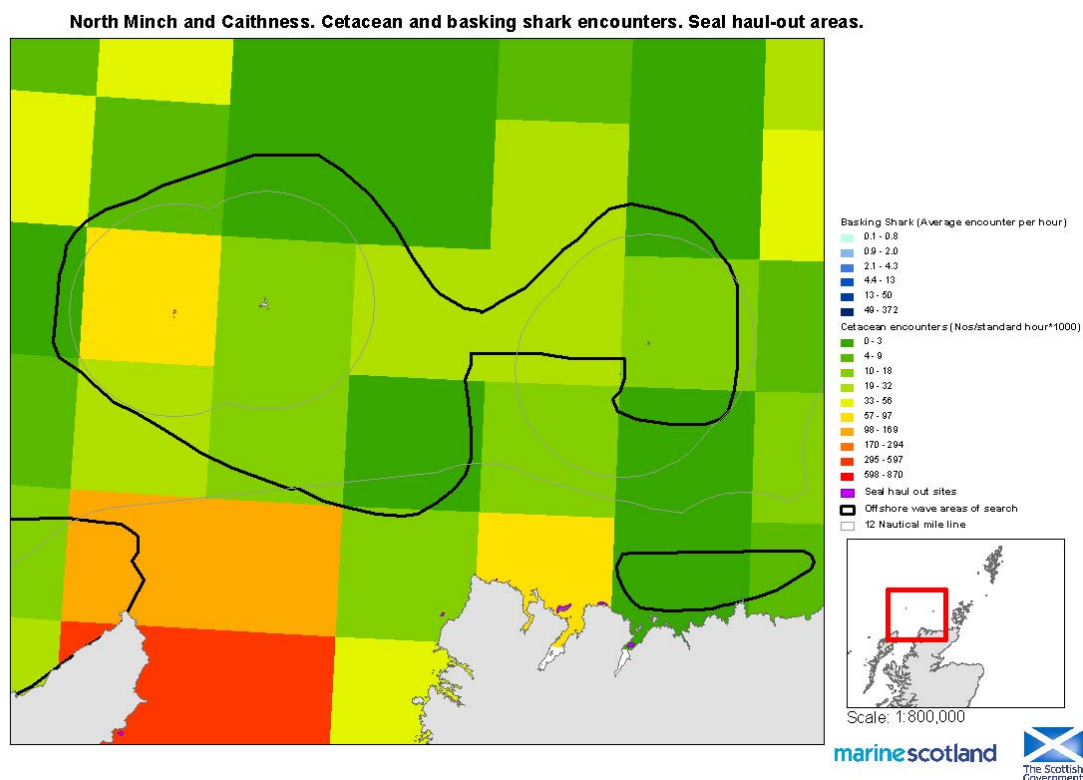 North Minch and Caithness. Cetacean and basking shark encounters. Seal haul-out areas.
Basking Shark (Average encounter per hour)
0.1 - 0.8
0.9 - 2.0
2.1 - 4.3
4.4 - 13
13 - 50
49 - 372
Cetacean encounters (Nos/standard hour*1000)
0 - 3
4 - 9
10 - 18
19 - 32
33 - 56
57 - 97
98 - 169
170 - 294
295 - 597
598 - 870
Seal haul out sites
Offshore wave areas of search
12 Nautical mile line
Scale: 1:800,000
marinescotland
The Scottish
Government